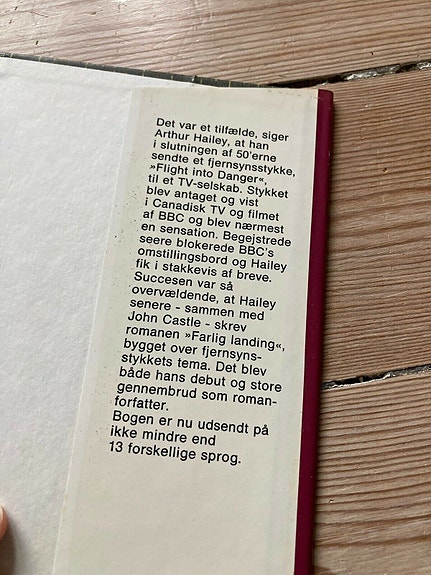 Det var et tilfælde, siger
Arthur Hailey, at han
i slutningen af 50'erne
sendte et fjernsynsstykke,
»Flight into Danger«,
til et TV-selskab. Stykket
blev antaget og vist
i Canadisk TV og filmet
af BBC og blev nærmest
en sensation. Begejstrede
seere blokerede BBC's
omstillingsbord og Hailey
fik i stakkevis af breve.
Succesen var så
overvældende, at Hailey
senere - sammen med
John Castle - skrev
romanen »Farlig landing«,
bygget over fjernsyns-
stykkets tema. Det blev
både hans debut og store
gennembrud som roman-
forfatter.
Bogen er nu udsendt på
ikke mindre end
13 forskellige sprog.